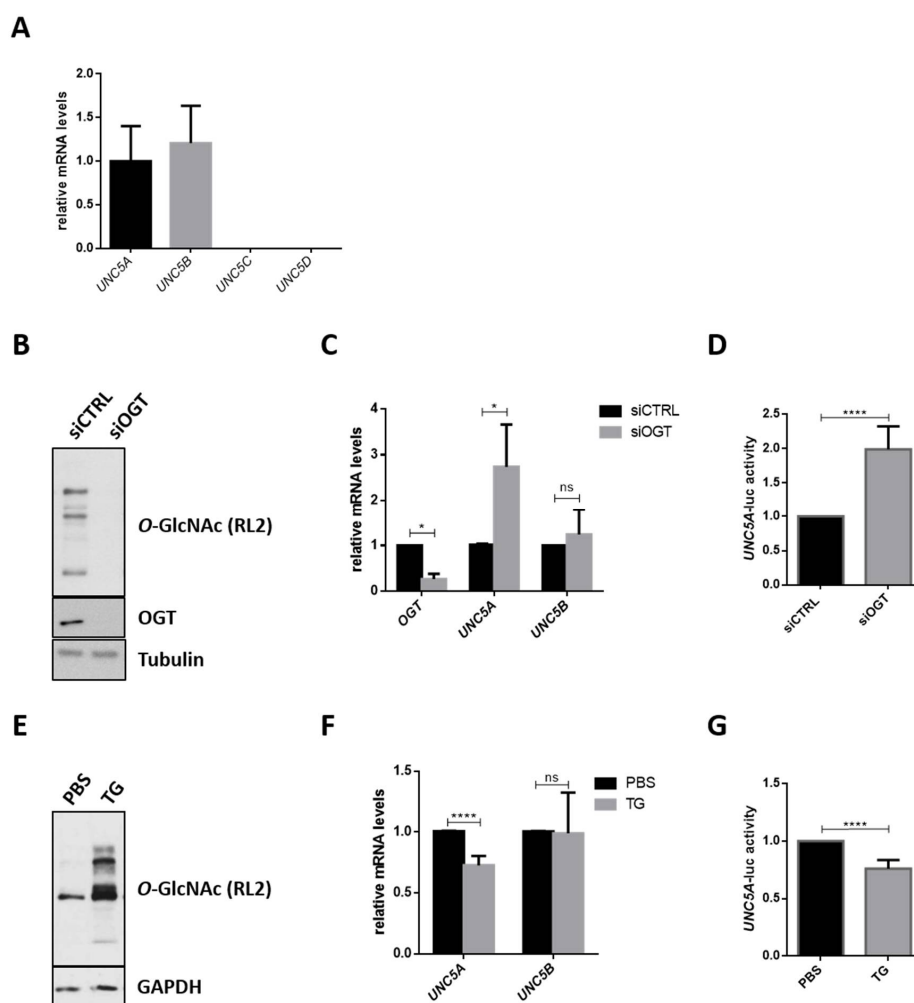 A
relative mRNA levels
2.0
1.5
1.0
0.5
0.0
UNC5A
UNC5B
UNC5C
UNC5D
B
siCTRL
siOGT
O-GlcNAc (RL2)
OGT
Tubulin
C
relative mRNA levels
4
3
2
1
0
*
*
ns
siCTRL
siOGT
OGT
UNC5A
UNC5B
D
UNC5A-luc activity
2.5
2.0
1.5
1.0
0.5
0.0
****
siCTRL
siOGT
E
PBS
TG
O-GlcNAc (RL2)
GAPDH
F
relative mRNA levels
1.5
1.0
0.5
0.0
****
ns
PBS
TG
UNC5A
UNC5B
G
UNC5A-luc activity
1.5
1.0
0.5
0.0
****
PBS
TG